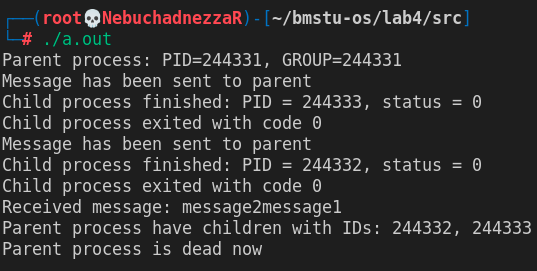 ┌──(root💀NebuchadnezzaR)-[~/bmstu-os/lab4/src]
└─# ./a.out
Parent process: PID=244331, GROUP=244331
Message has been sent to parent
Child process finished: PID = 244333, status = 0
Child process exited with code 0
Message has been sent to parent
Child process finished: PID = 244332, status = 0
Child process exited with code 0
Received message: message2message1
Parent process have children with IDs: 244332, 244333
Parent process is dead now